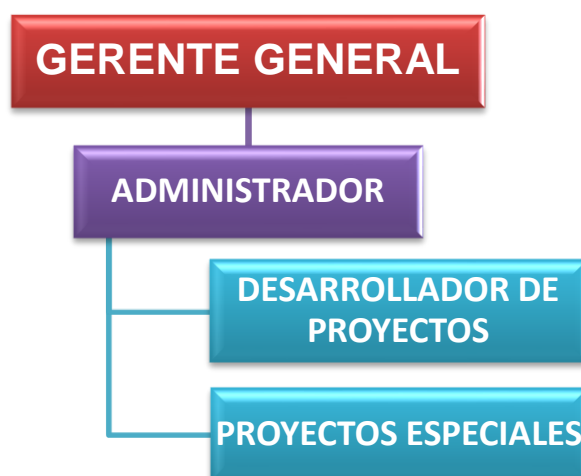 GERENTE GENERAL
ADMINISTRADOR
DESARROLLADOR DE
PROYECTOS
PROYECTOS ESPECIALES